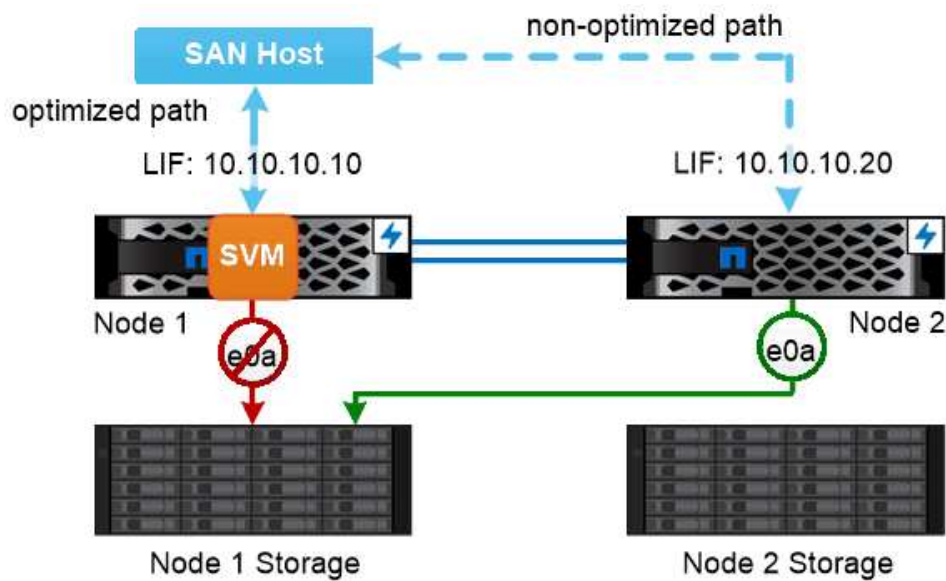 non-optimized path
SAN Host
optimized path
LIF: 10.10.10.10
LIF: 10.10.10.20
SVM
Node 1
Node 2
e0a
e0a
Node 1 Storage
Node 2 Storage